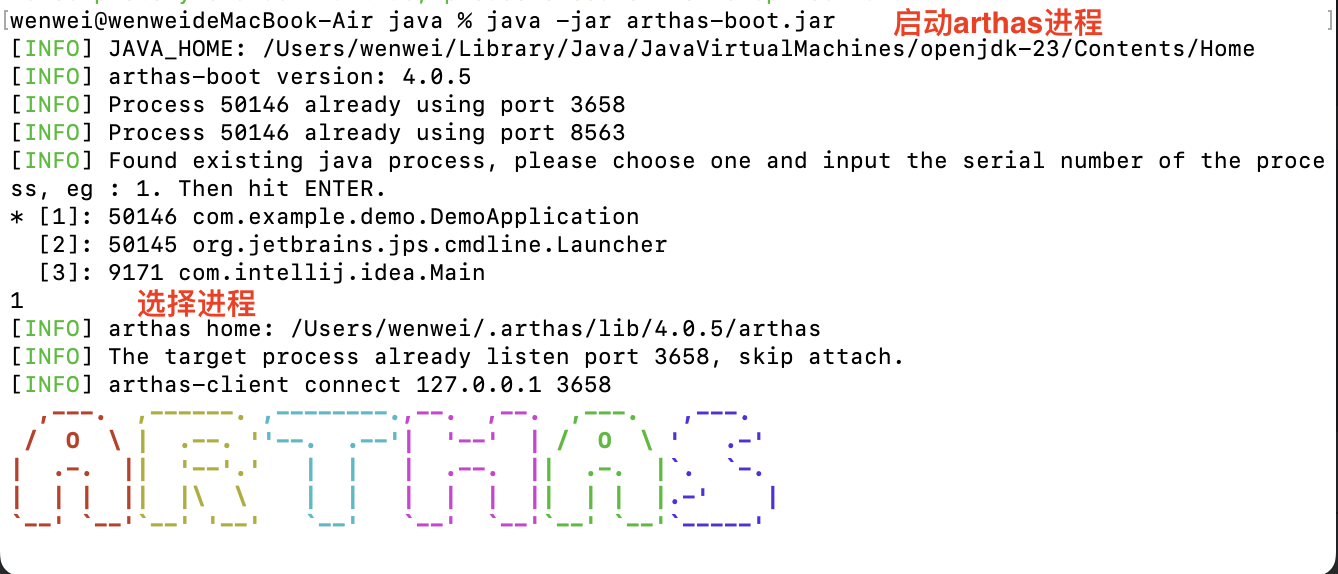 wenwei@wenweideMacBook-Air java % java -jar arthas-boot.jar 启动arthas进程
[INFO] JAVA_HOME: /Users/wenwei/Library/Java/JavaVirtualMachines/openjdk-23/Contents/Home
[INFO] arthas-boot version: 4.0.5
[INFO] Process 50146 already using port 3658
[INFO] Process 50146 already using port 8563
[INFO] Found existing java process, please choose one and input the serial number of the proce
ss, eg : 1. Then hit ENTER.
* [1]: 50146 com.example.demo.DemoApplication
[2]: 50145 org.jetbrains.jps.cmdline.Launcher
[3]: 9171 com.intellij.idea.Main
1 选择进程
[INFO] arthas home: /Users/wenwei/.arthas/lib/4.0.5/arthas
[INFO] The target process already listen port 3658, skip attach.
[INFO] arthas-client connect 127.0.0.1 3658
ARTHAS